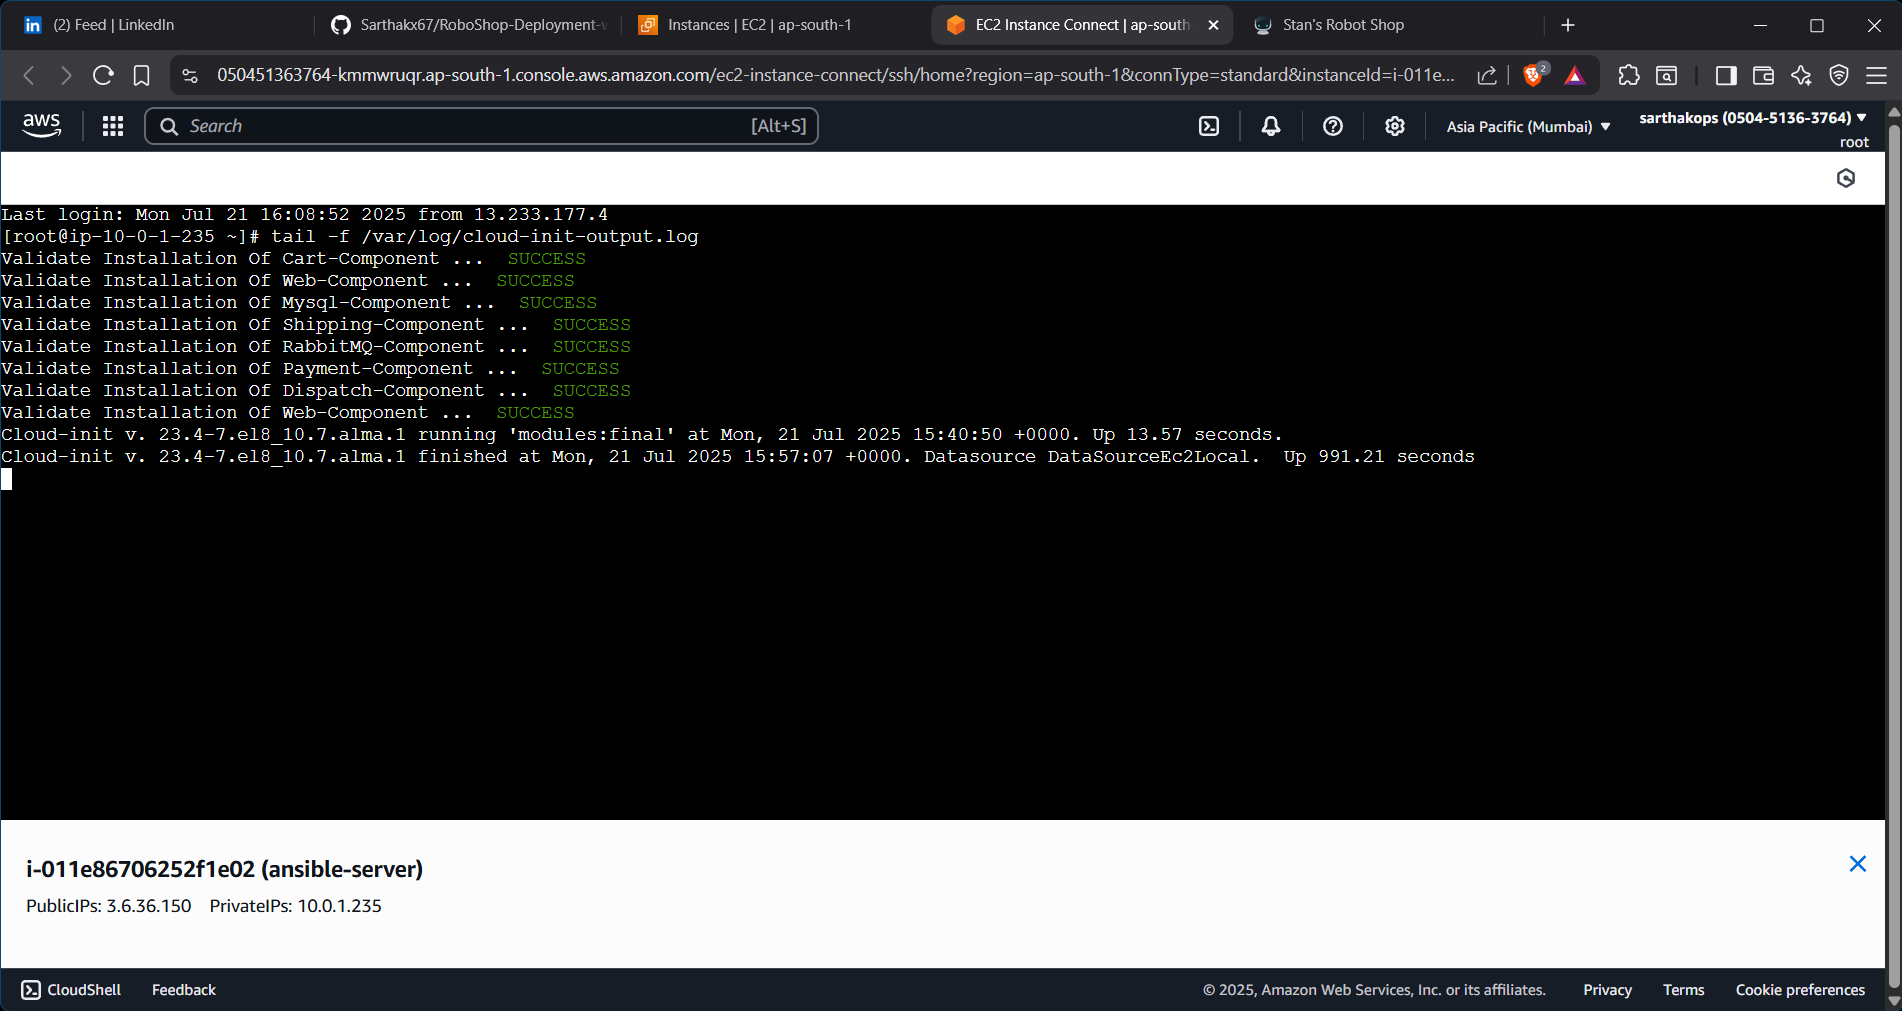 (2) Feed | LinkedIn
Sarthakx67/RoboShop-Deployment-w
Instances | EC2 | ap-south-1
EC2 Instance Connect | ap-south
Stan's Robot Shop
050451363764-kmmwruqr.ap-south-1.console.aws.amazon.com/ec2-instance-connect/ssh/home?region=ap-south-1&connType=standard&instanceId=i-011e...
2
aws
Search
[Alt+S]
Asia Pacific (Mumbai)
sarthakops (0504-5136-3764)
root
Last login: Mon Jul 21 16:08:52 2025 from 13.233.177.4
[root@ip-10-0-1-235 ~]# tail -f /var/log/cloud-init-output.log
Validate Installation Of Cart-Component ...  SUCCESS
Validate Installation Of Web-Component ...  SUCCESS
Validate Installation Of Mysql-Component ...  SUCCESS
Validate Installation Of Shipping-Component ...  SUCCESS
Validate Installation Of RabbitMQ-Component ...  SUCCESS
Validate Installation Of Payment-Component ...  SUCCESS
Validate Installation Of Dispatch-Component ...  SUCCESS
Validate Installation Of Web-Component ...  SUCCESS
Cloud-init v. 23.4-7.el8_10.7.alma.1 running 'modules:final' at Mon, 21 Jul 2025 15:40:50 +0000. Up 13.57 seconds.
Cloud-init v. 23.4-7.el8_10.7.alma.1 finished at Mon, 21 Jul 2025 15:57:07 +0000. Datasource DataSourceEc2Local.  Up 991.21 seconds
i-011e86706252f1e02 (ansible-server)
PublicIPs: 3.6.36.150 PrivateIPs: 10.0.1.235
CloudShell
Feedback
© 2025, Amazon Web Services, Inc. or its affiliates.
Privacy
Terms
Cookie preferences